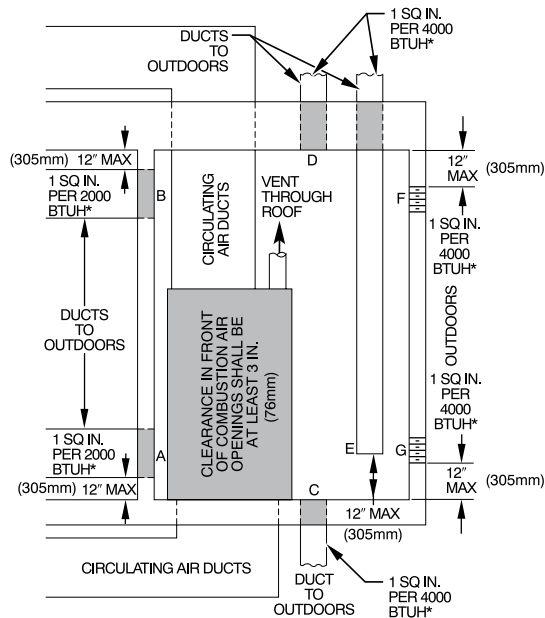 1 SQ IN.
PER 4000
BTUH*
DUCTS
TO
OUTDOORS
D
12" MAX
(305mm)
1 SQ IN.
PER 2000
BTUH*
B
CIRCULATING
AIR DUCTS
VENT
THROUGH
ROOF
F
12"
MAX
(305mm)
1 SQ IN.
PER
4000
BTUH*
DUCTS
TO
OUTDOORS
OUTDOORS
CLEARANCE IN FRONT
OF COMBUSTION AIR
OPENINGS SHALL BE
AT LEAST 3 IN.
(76mm)
1 SQ IN.
PER
4000
BTUH*
1 SQ IN.
PER 2000
BTUH*
A
E
G
(305mm)
12" MAX
C
12" MAX
(305mm)
12"
MAX
(305mm)
CIRCULATING AIR DUCTS
DUCT
TO
OUTDOORS
1 SQ IN.
PER 4000
BTUH*